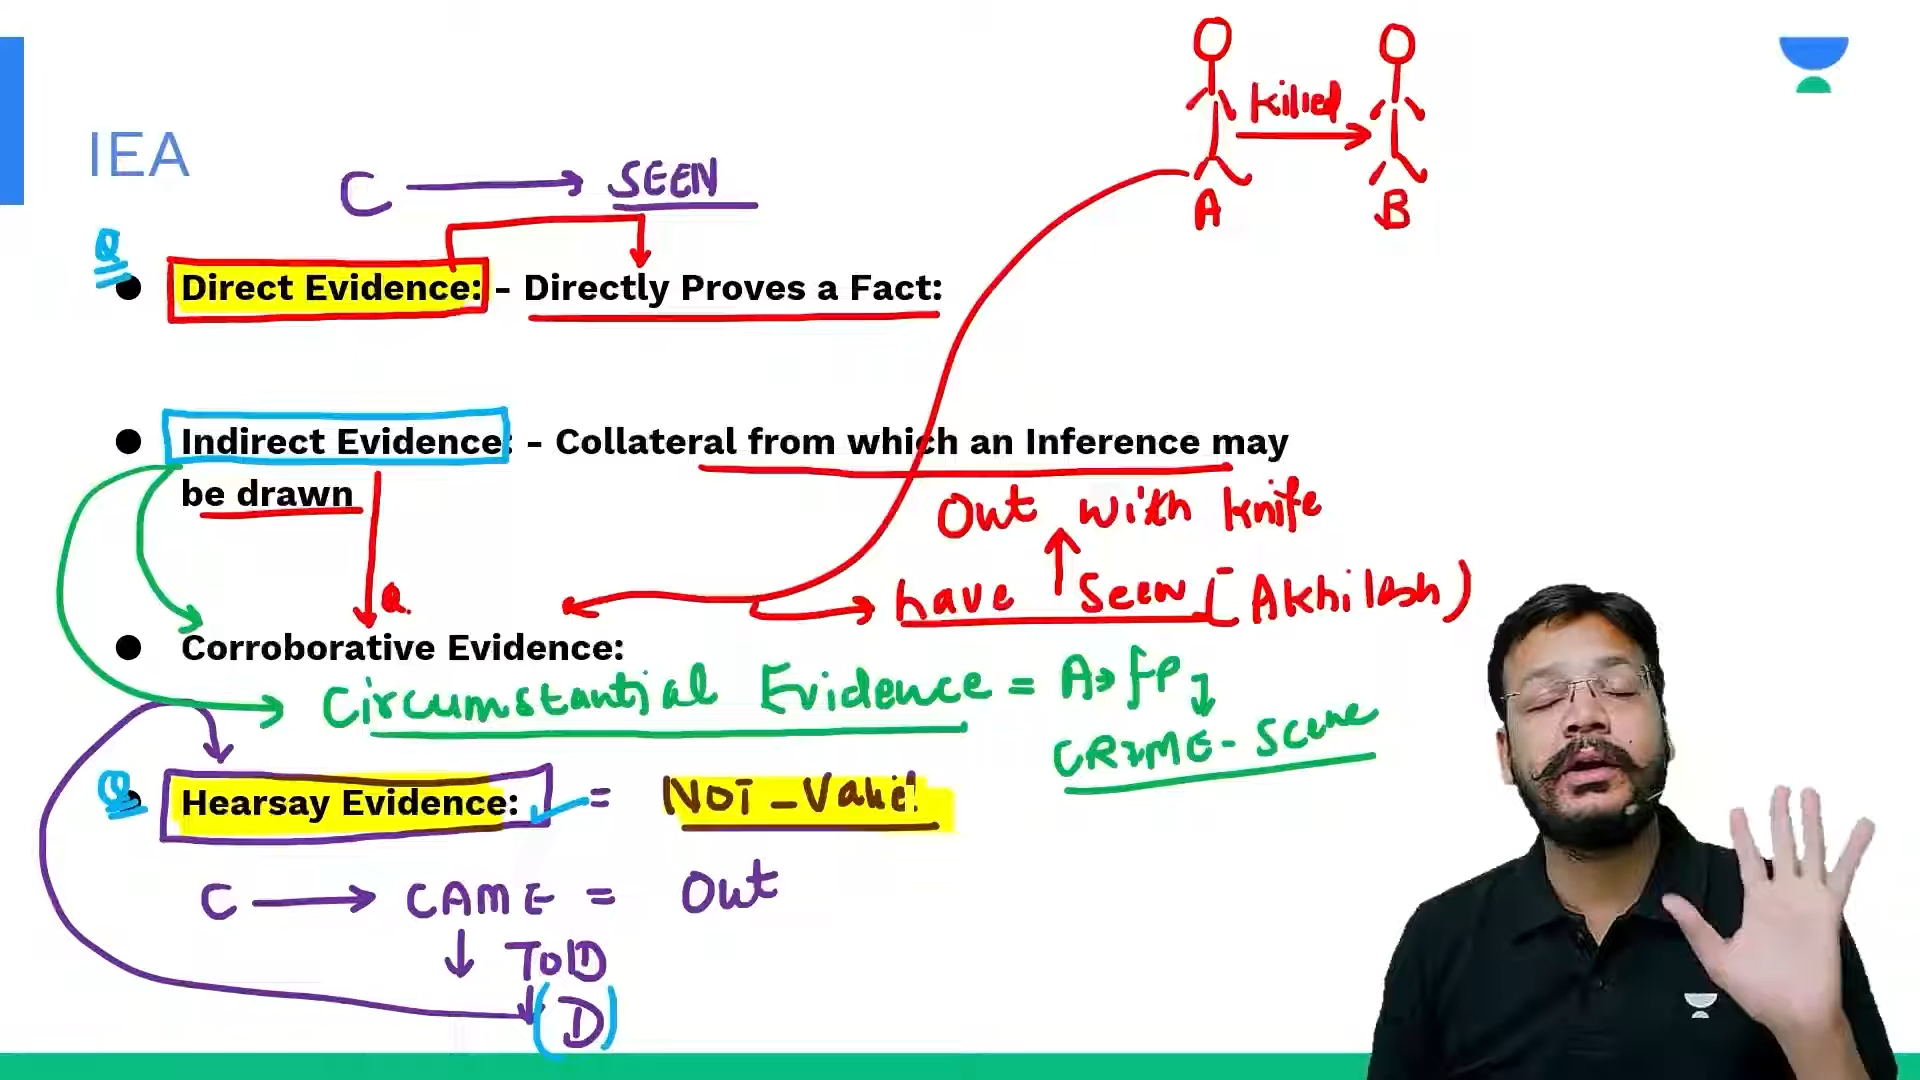 Killed
IEA
C → SEEN
A B
Q
● Direct Evidence: - Directly Proves a Fact:
● Indirect Evidence: - Collateral from which an Inference may
be drawn
Out with knife
Q. have Seen [Akhilesh)
● Corroborative Evidence:
Circumstantial Evidence = A→ FP
CRIME-Scene
Q
● Hearsay Evidence: = NOT-Valid!
C → CAME = Out
↓ TOLD
(D)